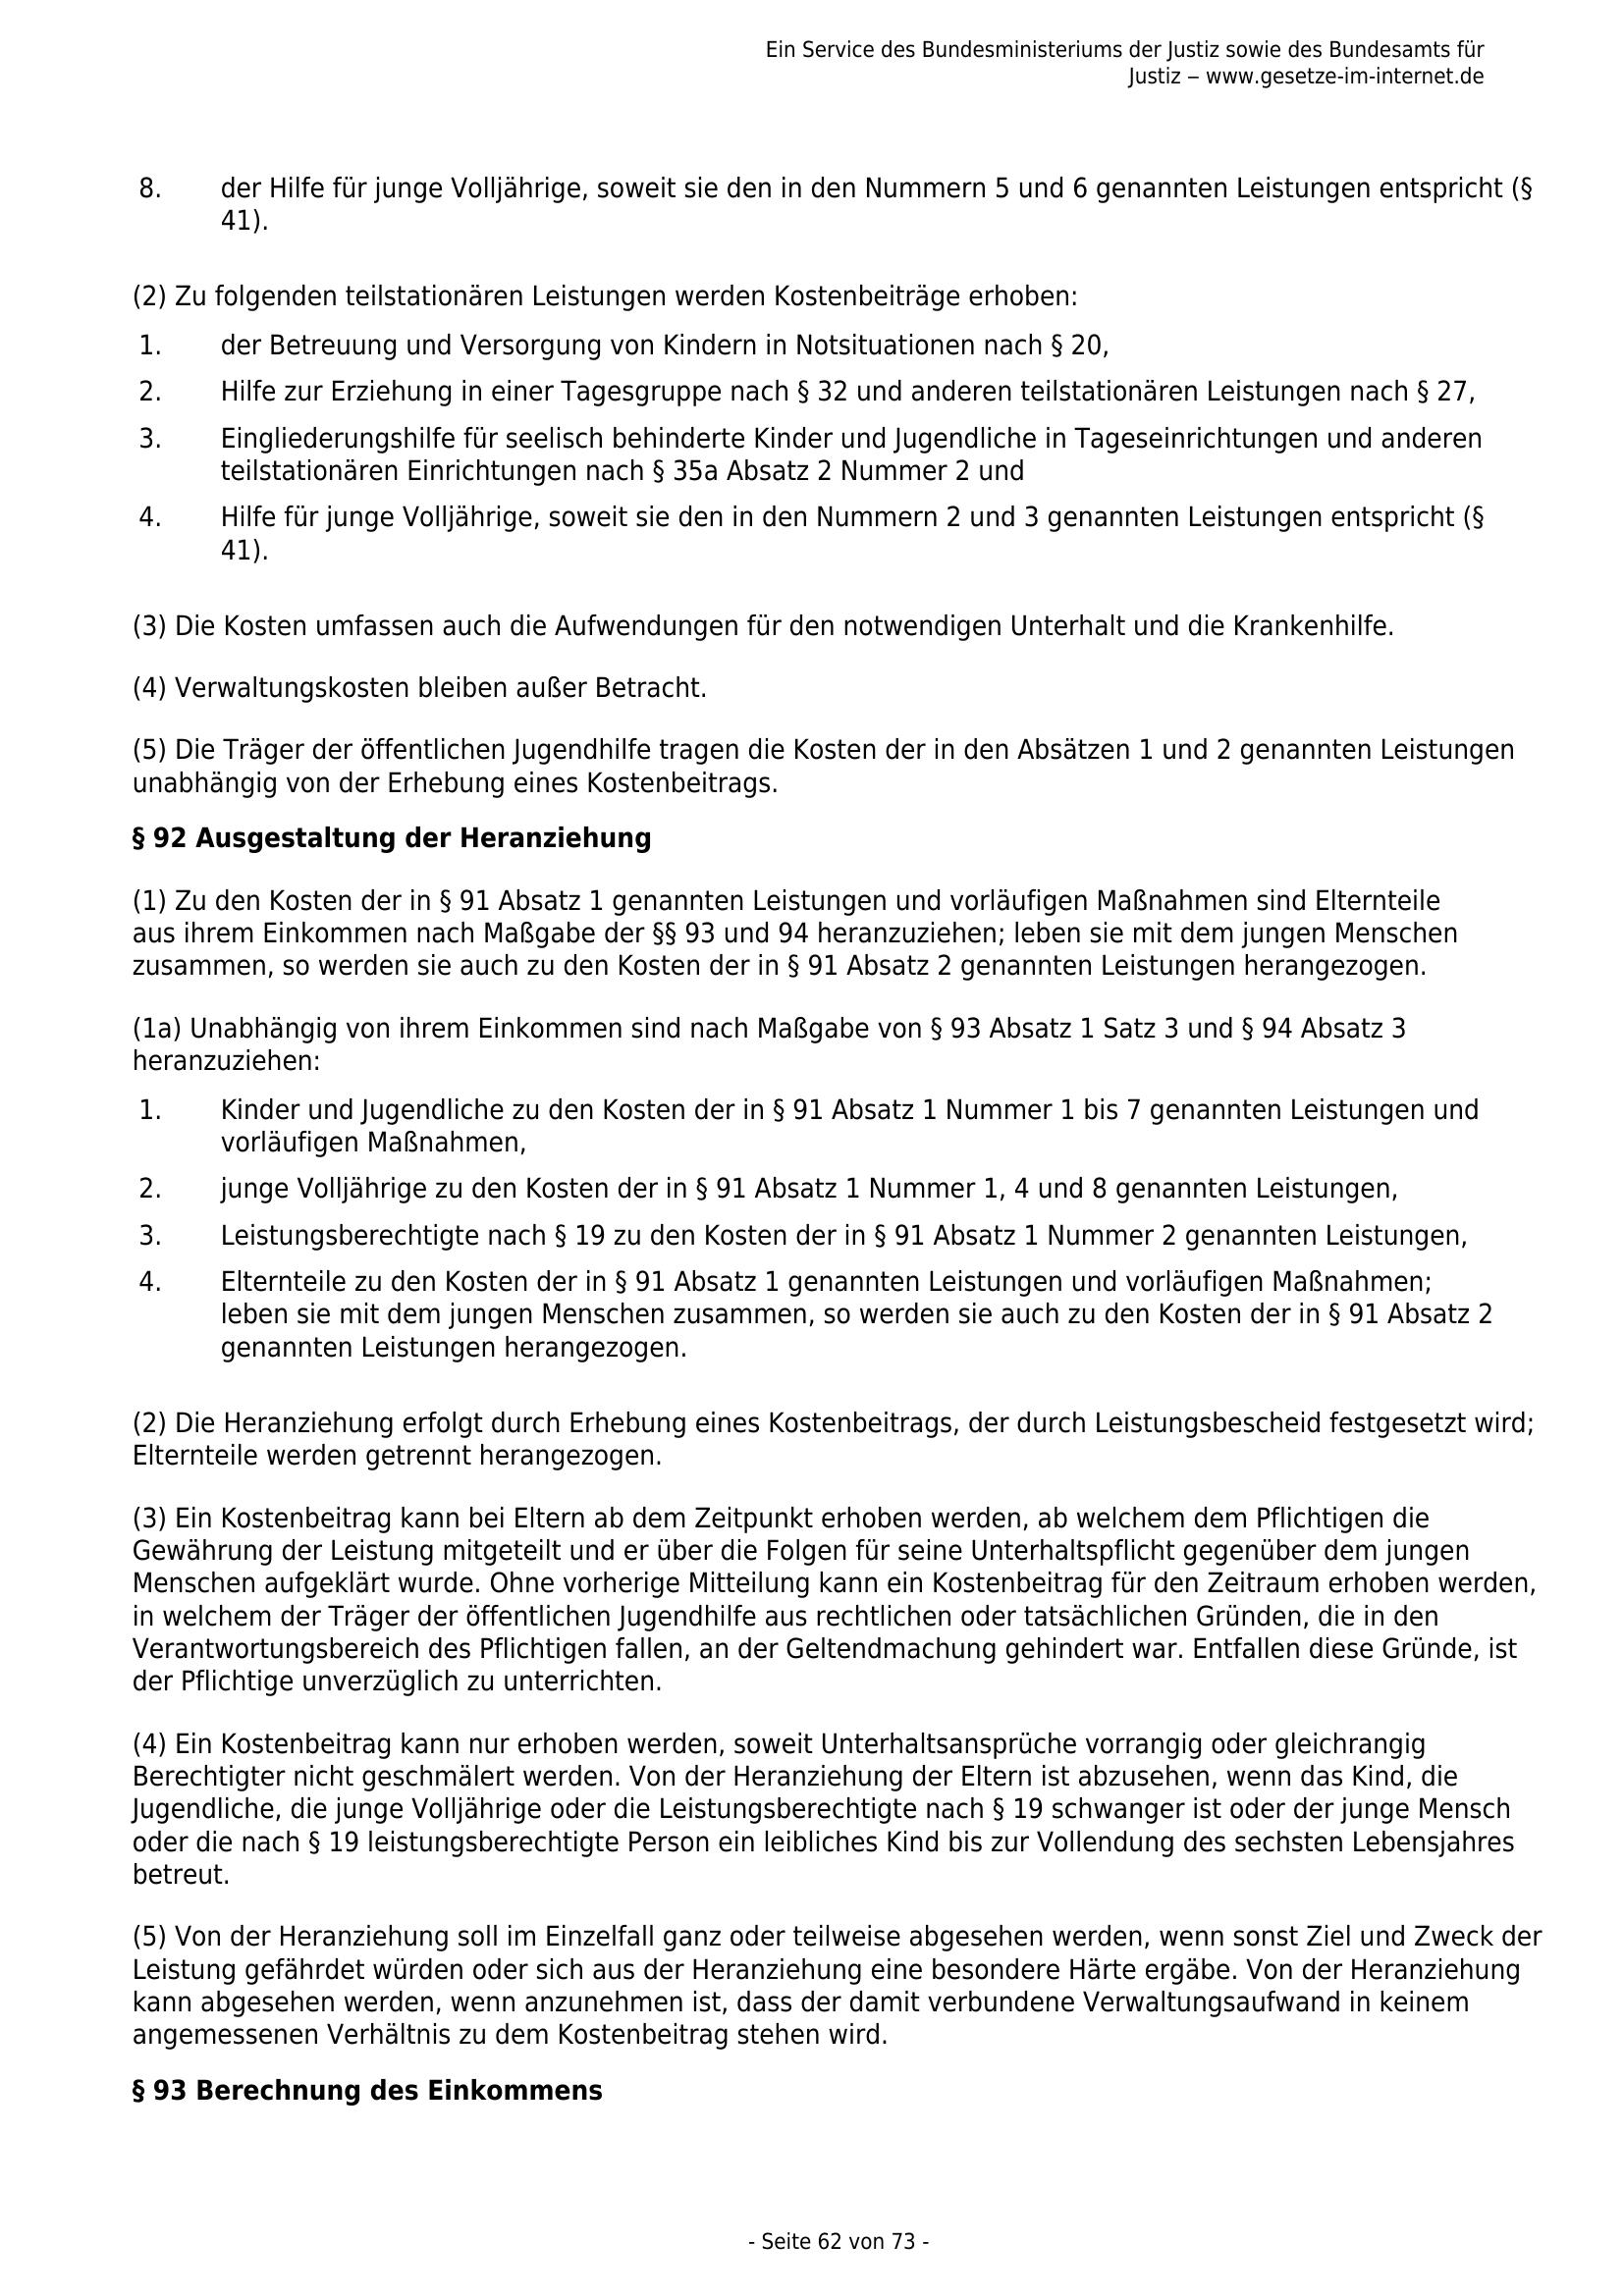 Ein Service des Bundesministeriums der Justiz sowie des Bundesamts für
Justiz ‒ www.gesetze-im-internet.de
8. der Hilfe für junge Volljährige, soweit sie den in den Nummern 5 und 6 genannten Leistungen entspricht (§
41).
(2) Zu folgenden teilstationären Leistungen werden Kostenbeiträge erhoben:
1. der Betreuung und Versorgung von Kindern in Notsituationen nach § 20,
2. Hilfe zur Erziehung in einer Tagesgruppe nach § 32 und anderen teilstationären Leistungen nach § 27,
3. Eingliederungshilfe für seelisch behinderte Kinder und Jugendliche in Tageseinrichtungen und anderen
teilstationären Einrichtungen nach § 35a Absatz 2 Nummer 2 und
4. Hilfe für junge Volljährige, soweit sie den in den Nummern 2 und 3 genannten Leistungen entspricht (§
41).
(3) Die Kosten umfassen auch die Aufwendungen für den notwendigen Unterhalt und die Krankenhilfe.
(4) Verwaltungskosten bleiben außer Betracht.
(5) Die Träger der öffentlichen Jugendhilfe tragen die Kosten der in den Absätzen 1 und 2 genannten Leistungen
unabhängig von der Erhebung eines Kostenbeitrags.
§ 92 Ausgestaltung der Heranziehung
(1) Zu den Kosten der in § 91 Absatz 1 genannten Leistungen und vorläufigen Maßnahmen sind Elternteile
aus ihrem Einkommen nach Maßgabe der §§ 93 und 94 heranzuziehen; leben sie mit dem jungen Menschen
zusammen, so werden sie auch zu den Kosten der in § 91 Absatz 2 genannten Leistungen herangezogen.
(1a) Unabhängig von ihrem Einkommen sind nach Maßgabe von § 93 Absatz 1 Satz 3 und § 94 Absatz 3
heranzuziehen:
1. Kinder und Jugendliche zu den Kosten der in § 91 Absatz 1 Nummer 1 bis 7 genannten Leistungen und
vorläufigen Maßnahmen,
2. junge Volljährige zu den Kosten der in § 91 Absatz 1 Nummer 1, 4 und 8 genannten Leistungen,
3. Leistungsberechtigte nach § 19 zu den Kosten der in § 91 Absatz 1 Nummer 2 genannten Leistungen,
4. Elternteile zu den Kosten der in § 91 Absatz 1 genannten Leistungen und vorläufigen Maßnahmen;
leben sie mit dem jungen Menschen zusammen, so werden sie auch zu den Kosten der in § 91 Absatz 2
genannten Leistungen herangezogen.
(2) Die Heranziehung erfolgt durch Erhebung eines Kostenbeitrags, der durch Leistungsbescheid festgesetzt wird;
Elternteile werden getrennt herangezogen.
(3) Ein Kostenbeitrag kann bei Eltern ab dem Zeitpunkt erhoben werden, ab welchem dem Pflichtigen die
Gewährung der Leistung mitgeteilt und er über die Folgen für seine Unterhaltspflicht gegenüber dem jungen
Menschen aufgeklärt wurde. Ohne vorherige Mitteilung kann ein Kostenbeitrag für den Zeitraum erhoben werden,
in welchem der Träger der öffentlichen Jugendhilfe aus rechtlichen oder tatsächlichen Gründen, die in den
Verantwortungsbereich des Pflichtigen fallen, an der Geltendmachung gehindert war. Entfallen diese Gründe, ist
der Pflichtige unverzüglich zu unterrichten.
(4) Ein Kostenbeitrag kann nur erhoben werden, soweit Unterhaltsansprüche vorrangig oder gleichrangig
Berechtigter nicht geschmälert werden. Von der Heranziehung der Eltern ist abzusehen, wenn das Kind, die
Jugendliche, die junge Volljährige oder die Leistungsberechtigte nach § 19 schwanger ist oder der junge Mensch
oder die nach § 19 leistungsberechtigte Person ein leibliches Kind bis zur Vollendung des sechsten Lebensjahres
betreut.
(5) Von der Heranziehung soll im Einzelfall ganz oder teilweise abgesehen werden, wenn sonst Ziel und Zweck der
Leistung gefährdet würden oder sich aus der Heranziehung eine besondere Härte ergäbe. Von der Heranziehung
kann abgesehen werden, wenn anzunehmen ist, dass der damit verbundene Verwaltungsaufwand in keinem
angemessenen Verhältnis zu dem Kostenbeitrag stehen wird.
§ 93 Berechnung des Einkommens
- Seite 62 von 73 -